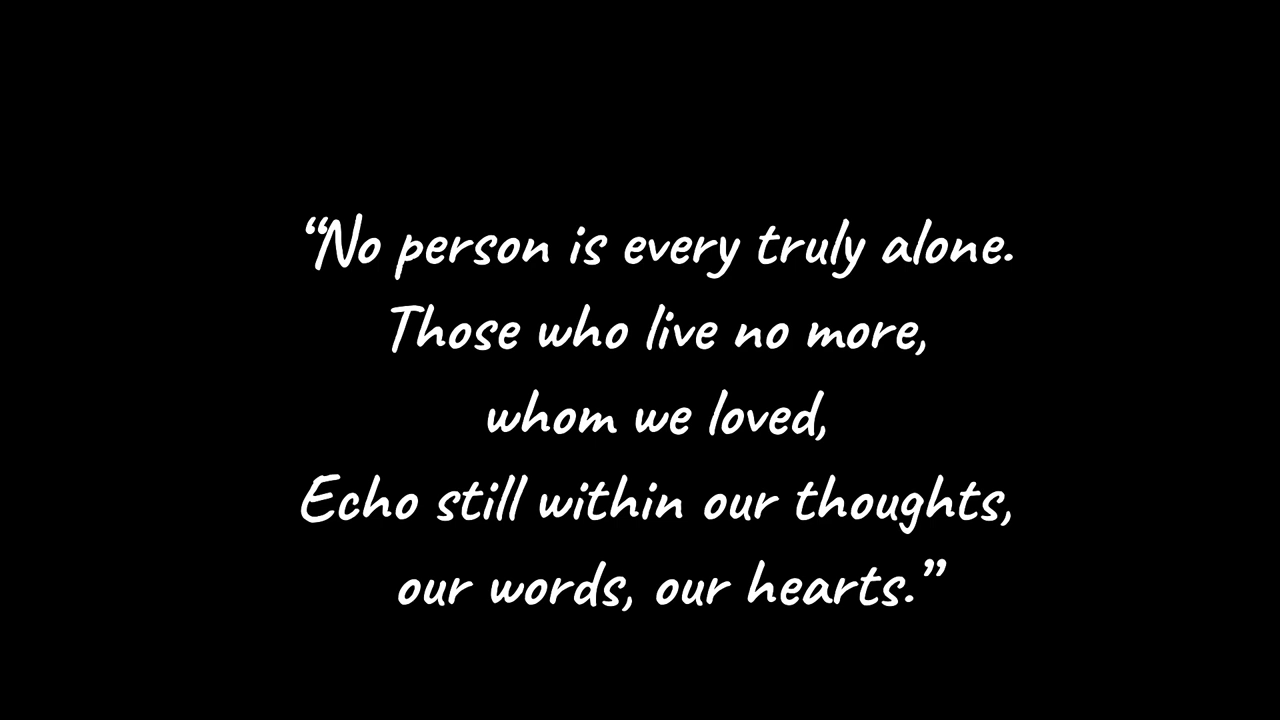 “No person is every truly alone.
Those who live no more,
whom we loved,
Echo still within our thoughts,
our words, our hearts.”